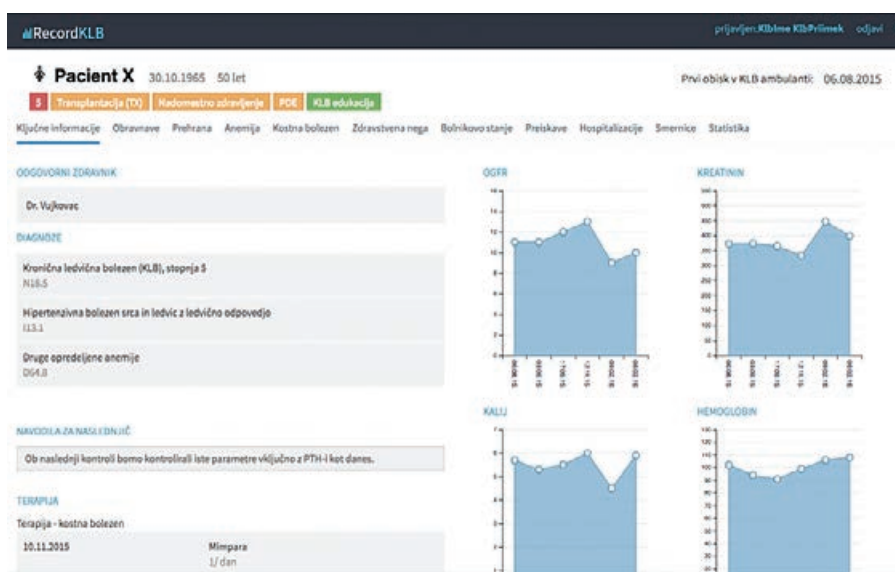 RecordKLB
prijavljen: KlbIme KlbPriimek odjavi
Pacient X 30.10.1965 50 let
Prvi obisk v KLB ambulanti: 06.08.2015
5 Transplantacija (TX) Nadomestno zdravljenje PDE KLB edukacija
Ključne informacije Obravnave Prehrana Anemija Kostna bolezen Zdravstvena nega Bolnikovo stanje Preiskave Hospitalizacije Smernice Statistika
ODGOVORNI ZDRAVNIK
Dr. Vujkovac
DIAGNOZE
Kronična ledvična bolezen (KLB), stopnja 5
N18.5
Hipertenzivna bolezen srca in ledvic z ledvično odpovedjo
I13.1
Druge opredeljene anemije
D64.8
NAVODILA ZA NASLEDNJIČ
Ob naslednji kontroli bomo kontrolirali iste parametre vključno z PTH-i kot danes.
TERAPIJA
Terapija - kostna bolezen
10.11.2015 Mimpara
1/ dan
OGFR
KREATININ
KALIJ
HEMOGLOBIN